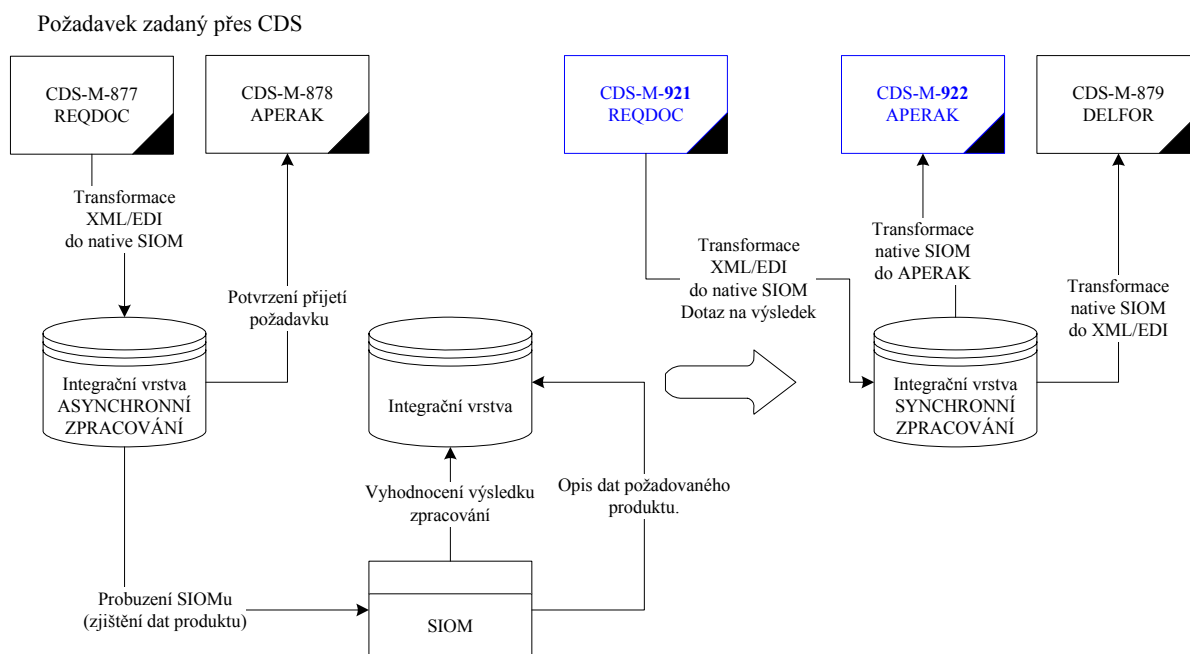 Požadavek zadaný přes CDS
CDS-M-877
REQDOC
CDS-M-878
APERAK
CDS-M-921
REQDOC
CDS-M-922
APERAK
CDS-M-879
DELFOR
Transformace
XML/EDI
do native SIOM
Potvrzení přijetí
požadavku
Transformace
XML/EDI
do native SIOM
Dotaz na výsledek
Transformace
native SIOM
do APERAK
Transformace
native SIOM
do XML/EDI
Integrační vrstva
ASYNCHRONNÍ
ZPRACOVÁNÍ
Integrační vrstva
Integrační vrstva
SYNCHRONNÍ
ZPRACOVÁNÍ
Vyhodnocení výsledku
zpracování
Opis dat požadovaného
produktu.
Probuzení SIOMu
(zjištění dat produktu)
SIOM